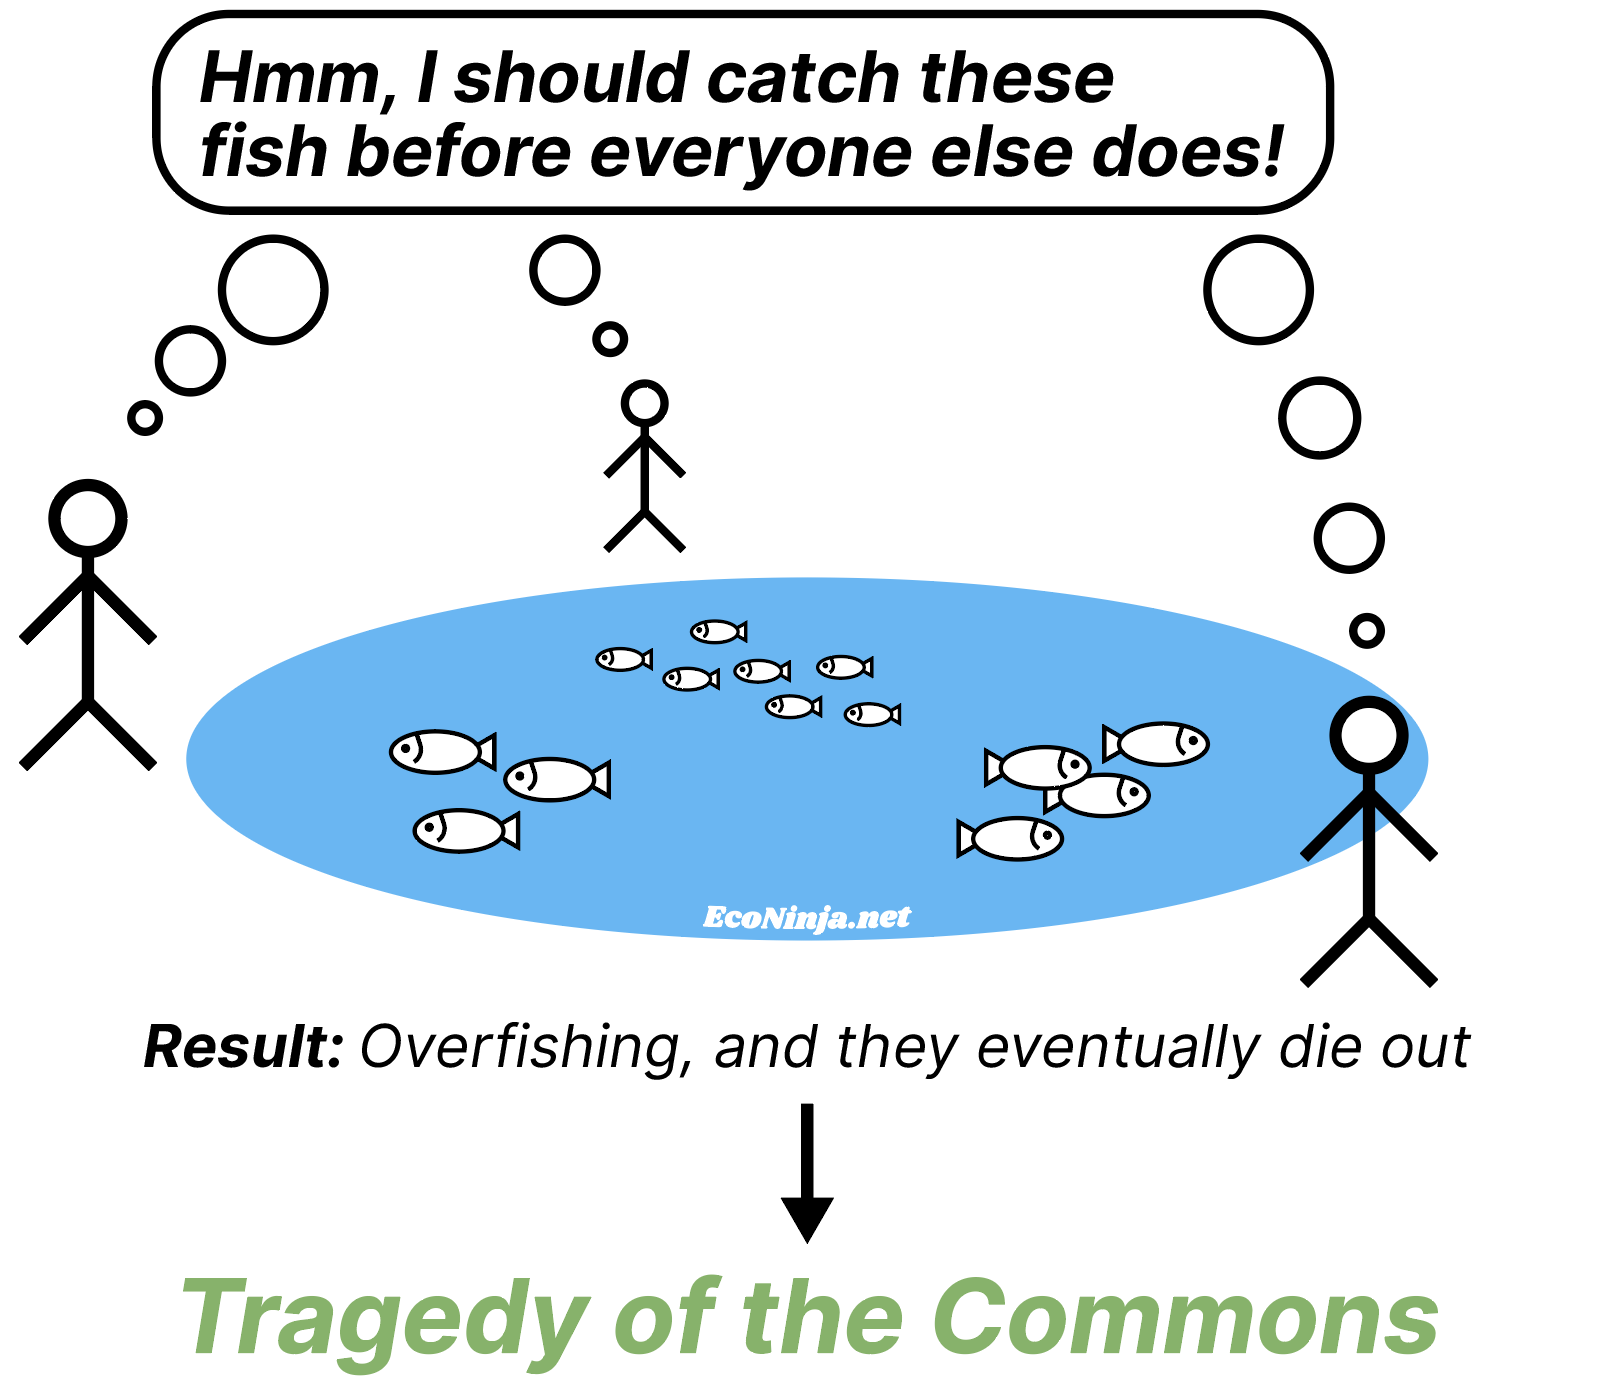 Hmm, I should catch these
fish before everyone else does!
EcoNinja.net
Result: Overfishing, and they eventually die out
Tragedy of the Commons